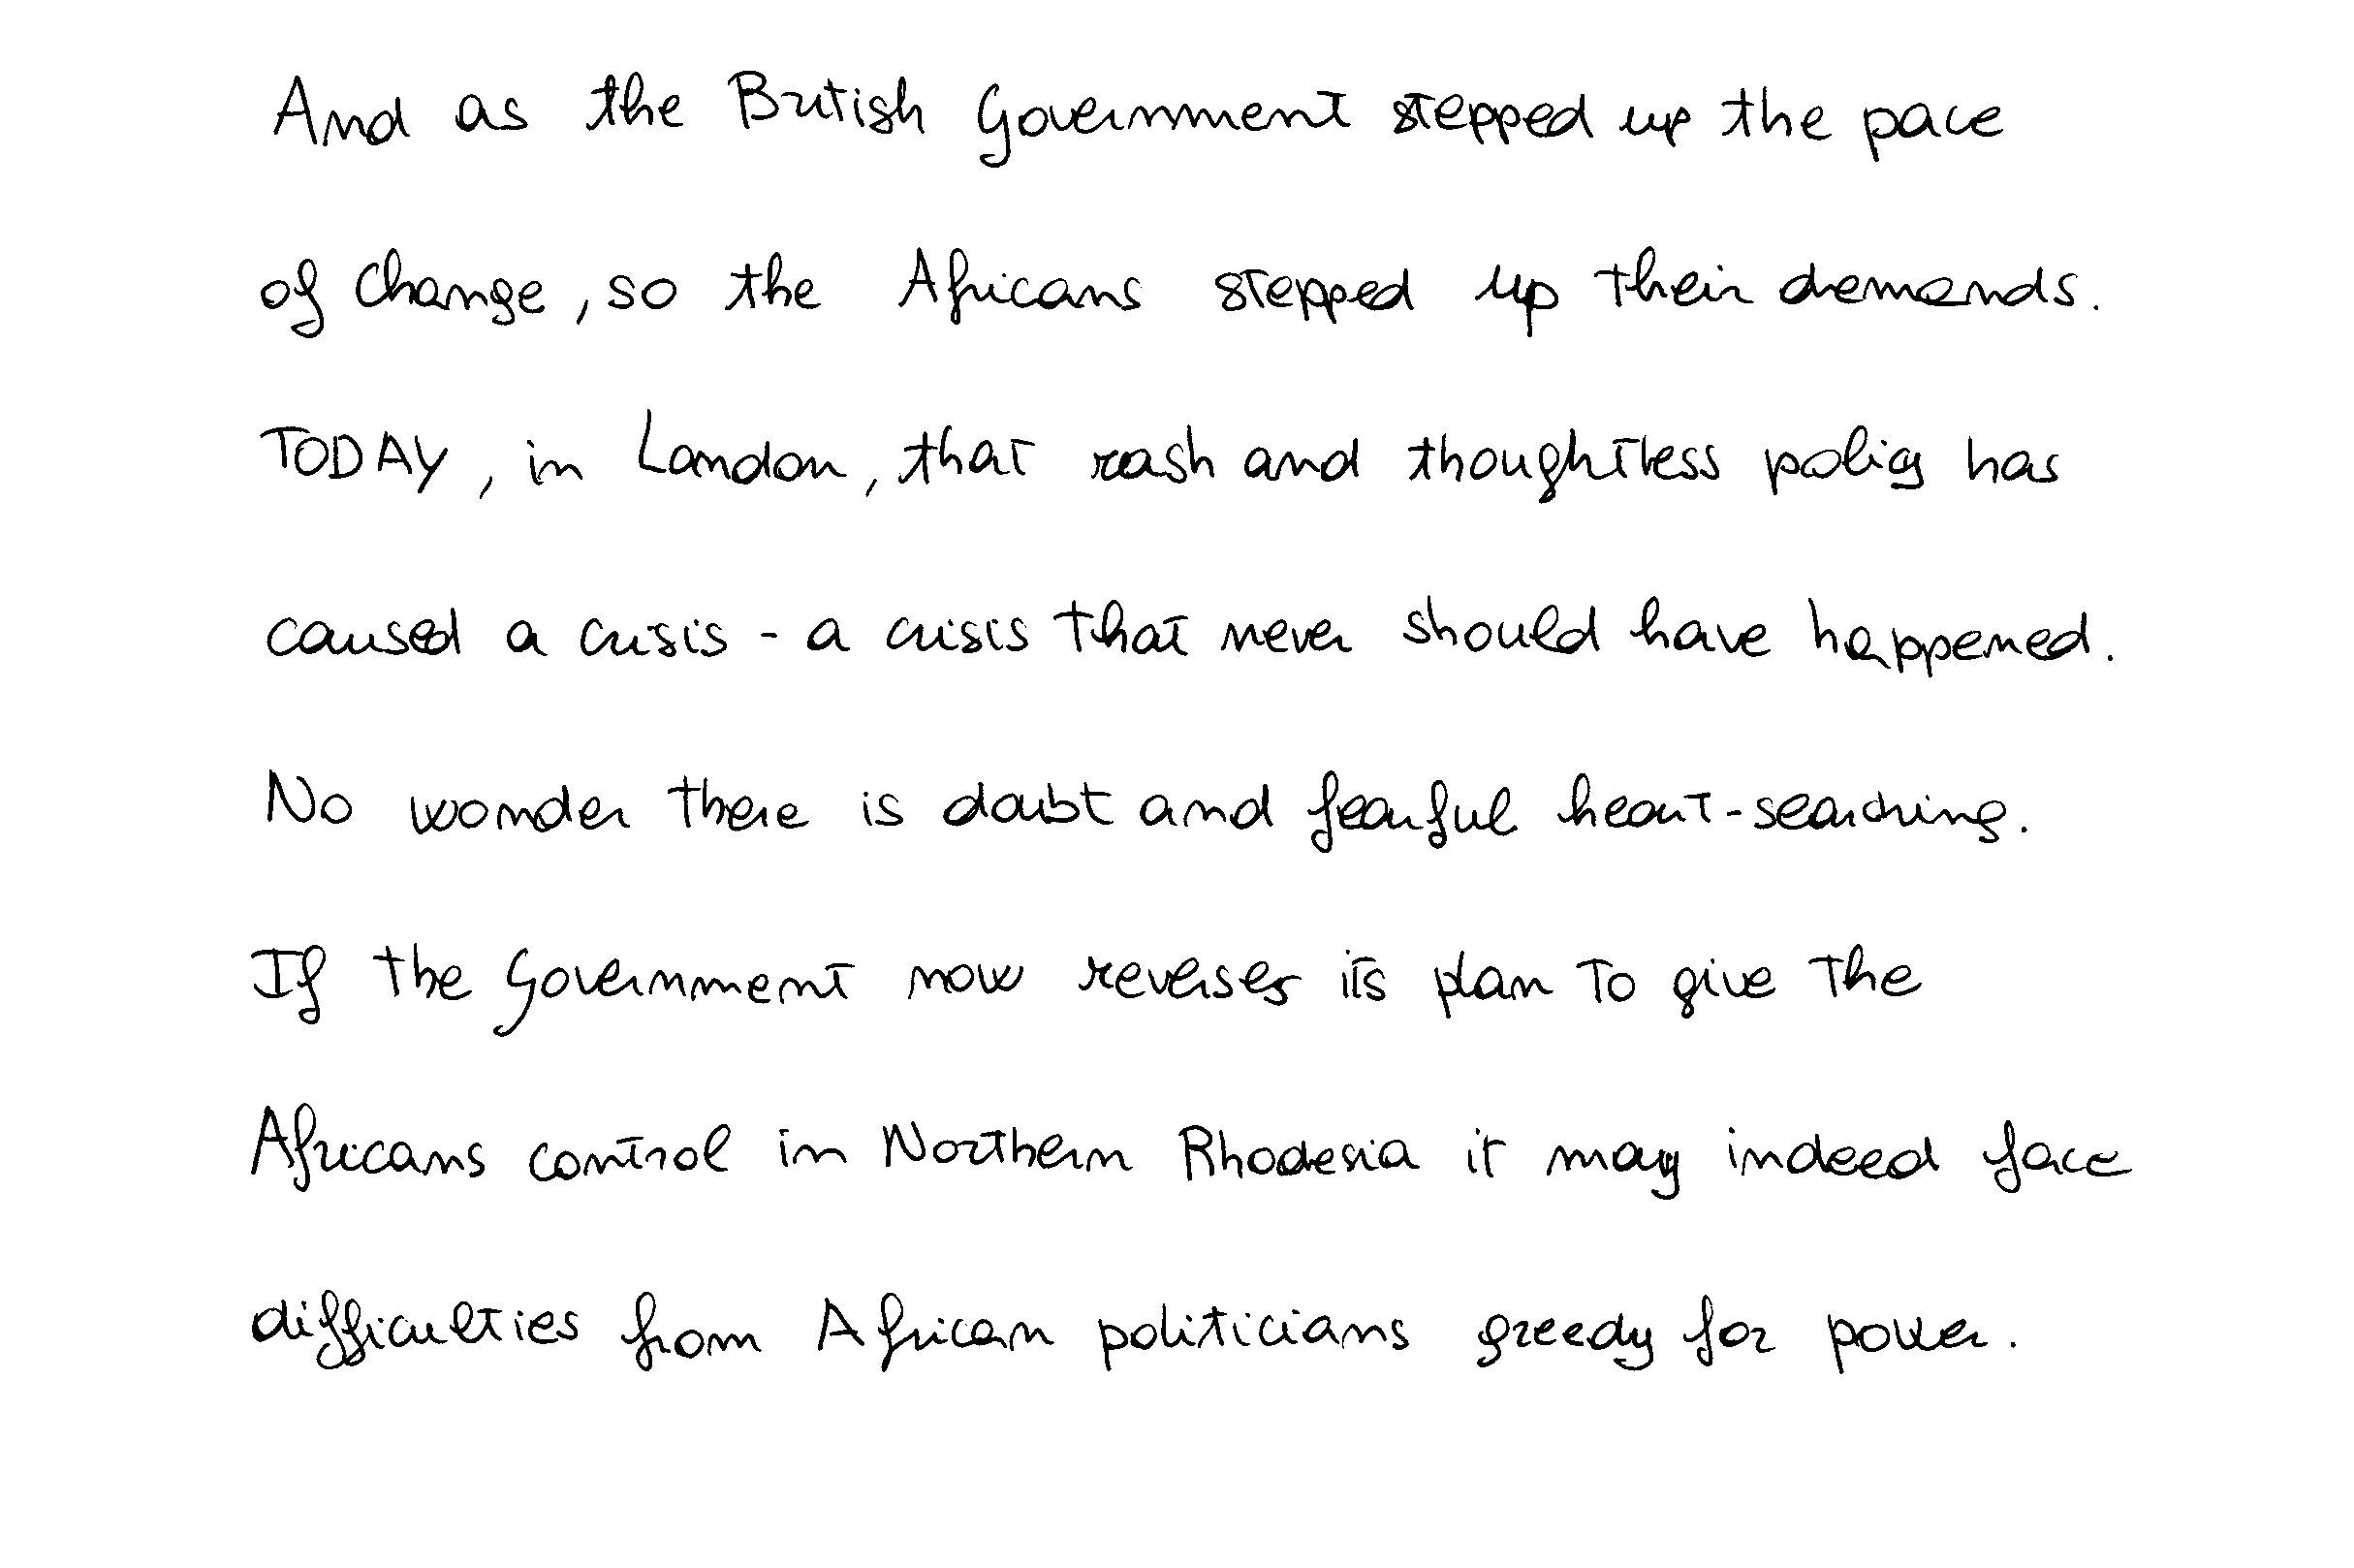 And as the British Government stepped up the pace
of change, so the Africans stepped up their demands.
TODAY, in London, that rash and thoughtless policy has
caused a crisis - a crisis that never should have happened.
No wonder there is doubt and fearful heart-searching.
If the Government now reverses its plan to give the
Africans control in Northern Rhodesia it may indeed face
difficulties from African politicians greedy for power.